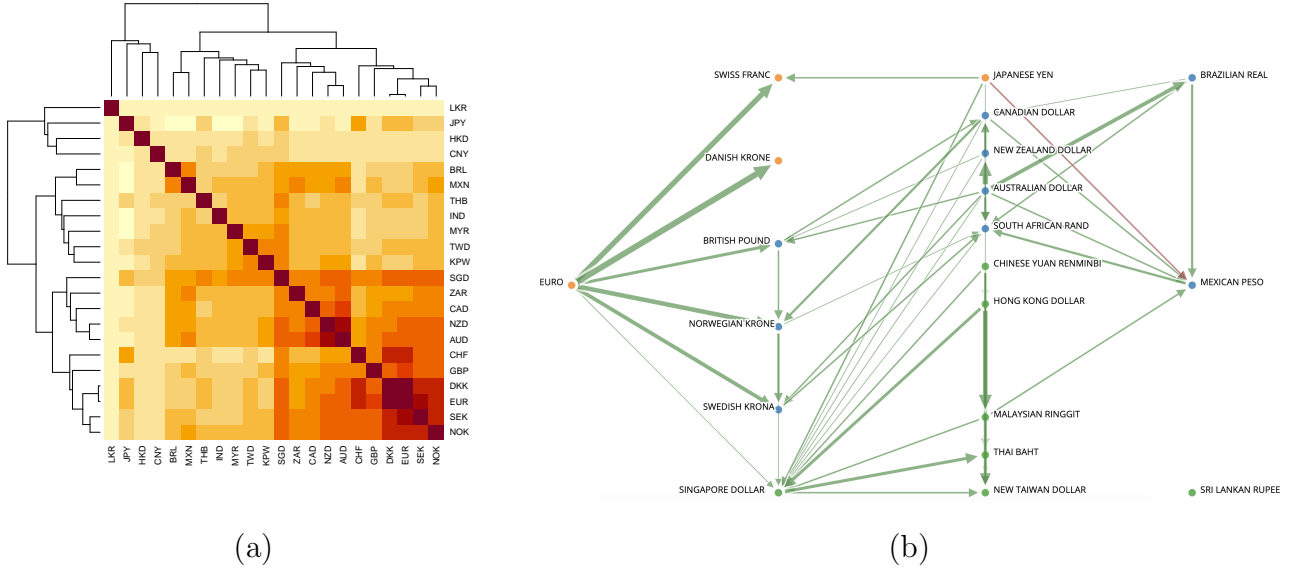 LKR
JPY
HKD
CNY
BRL
MXN
THB
IND
MYR
TWD
KPW
SGD
ZAR
CAD
NZD
AUD
CHF
GBP
DKK
EUR
SEK
NOK
LKR JPY HKD CNY BRL MXN THB IND MYR TWD KPW SGD ZAR CAD NZD AUD CHF GBP DKK EUR SEK NOK
(a)
SWISS FRANC
JAPANESE YEN
BRAZILIAN REAL
CANADIAN DOLLAR
NEW ZEALAND DOLLAR
DANISH KRONE
AUSTRALIAN DOLLAR
SOUTH AFRICAN RAND
BRITISH POUND
CHINESE YUAN RENMINBI
EURO
MEXICAN PESO
HONG KONG DOLLAR
NORWEGIAN KRONE
SWEDISH KRONA
MALAYSIAN RINGGIT
THAI BAHT
SINGAPORE DOLLAR
NEW TAIWAN DOLLAR
SRI LANKAN RUPEE
(b)